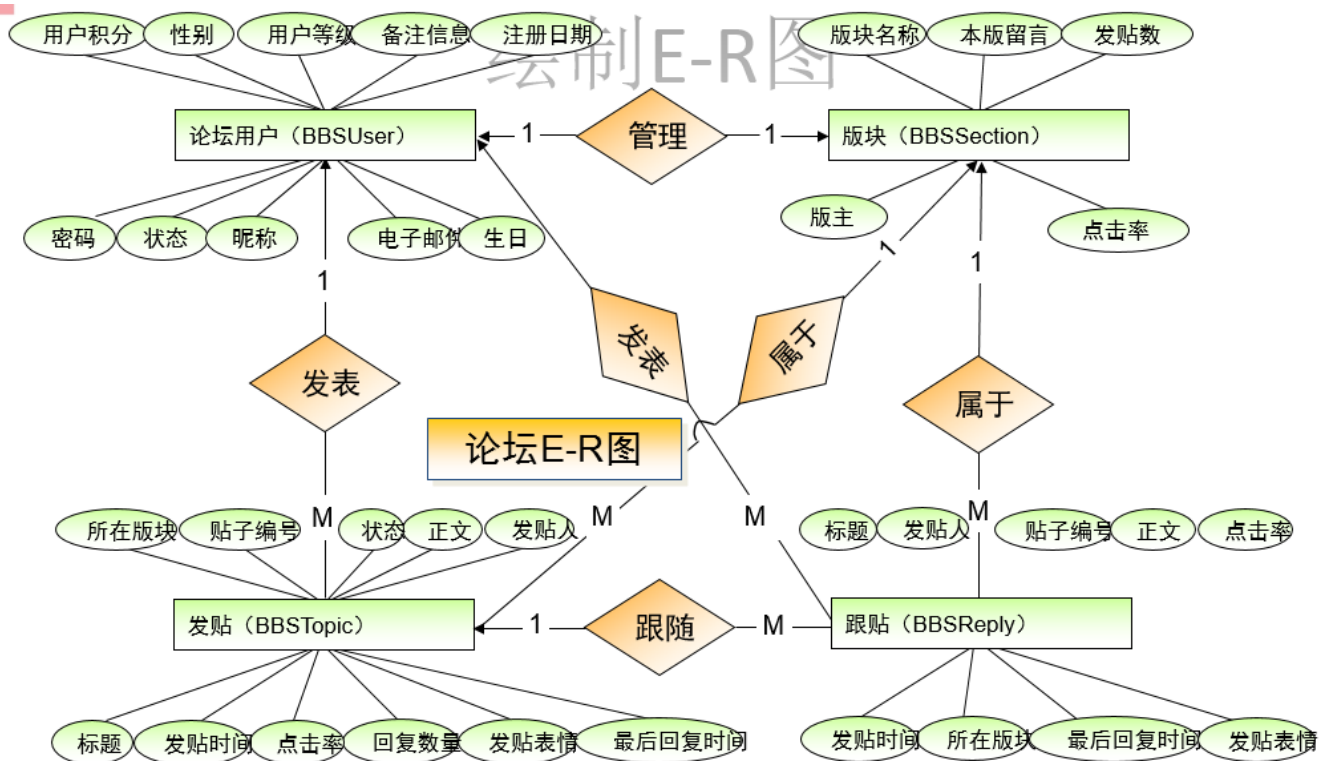 绘制E-R图
用户积分 性别 用户等级 备注信息 注册日期
版块名称 本版留言 发贴数
论坛用户（BBSUser） 1 管理 1 版块（BBSSection）
密码 状态 昵称 电子邮件 生日
版主 点击率
1 1 1
发表 发表 属于 属于
论坛E-R图
M M M M
所在版块 贴子编号 状态 正文 发贴人
标题 发贴人 贴子编号 正文 点击率
发贴（BBSTopic） 1 跟随 M 跟贴（BBSReply）
标题 发贴时间 点击率 回复数量 发贴表情 最后回复时间
发贴时间 所在版块 最后回复时间 发贴表情